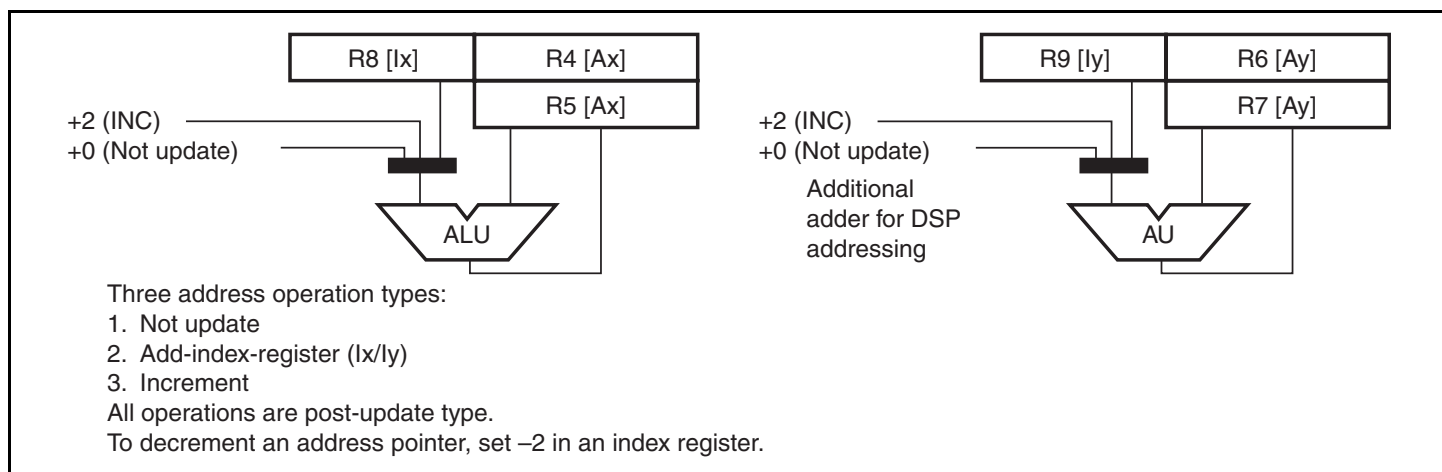 R8 [Ix]
R4 [Ax]
R5 [Ax]
+2 (INC)
+0 (Not update)
ALU
R9 [Iy]
R6 [Ay]
R7 [Ay]
+2 (INC)
+0 (Not update)
Additional
adder for DSP
addressing
AU
Three address operation types:
1. Not update
2. Add-index-register (Ix/Iy)
3. Increment
All operations are post-update type.
To decrement an address pointer, set –2 in an index register.